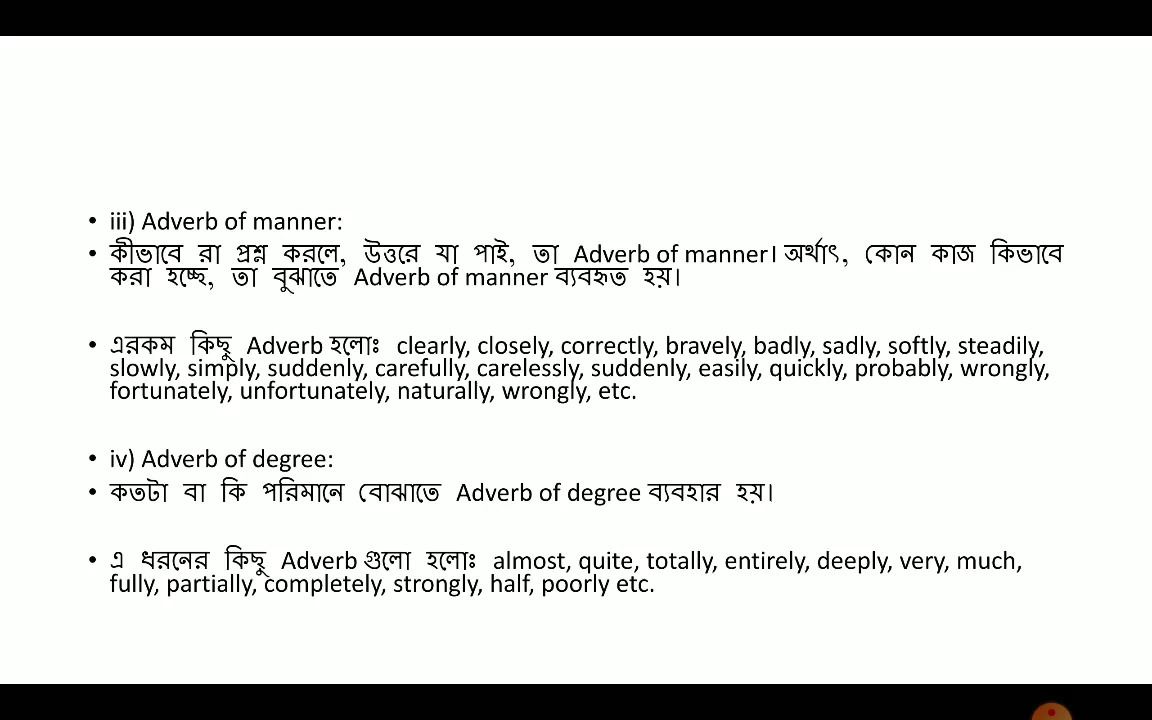 • iii) Adverb of manner:
• কীভাবে রা প্রশ্ন করলে, উত্তরে যা পাই, তা Adverb of manner। অর্থাৎ, কোন কাজ কিভাবে
করা হচ্ছে, তা বুঝাতে Adverb of manner ব্যবহৃত হয়।
• এরকম কিছু Adverb হলোঃ clearly, closely, correctly, bravely, badly, sadly, softly, steadily,
slowly, simply, suddenly, carefully, carelessly, suddenly, easily, quickly, probably, wrongly,
fortunately, unfortunately, naturally, wrongly, etc.
• iv) Adverb of degree:
• কতটা বা কি পরিমানে বোঝাতে Adverb of degree ব্যবহার হয়।
• এ ধরনের কিছু Adverb গুলো হলোঃ almost, quite, totally, entirely, deeply, very, much,
fully, partially, completely, strongly, half, poorly etc.